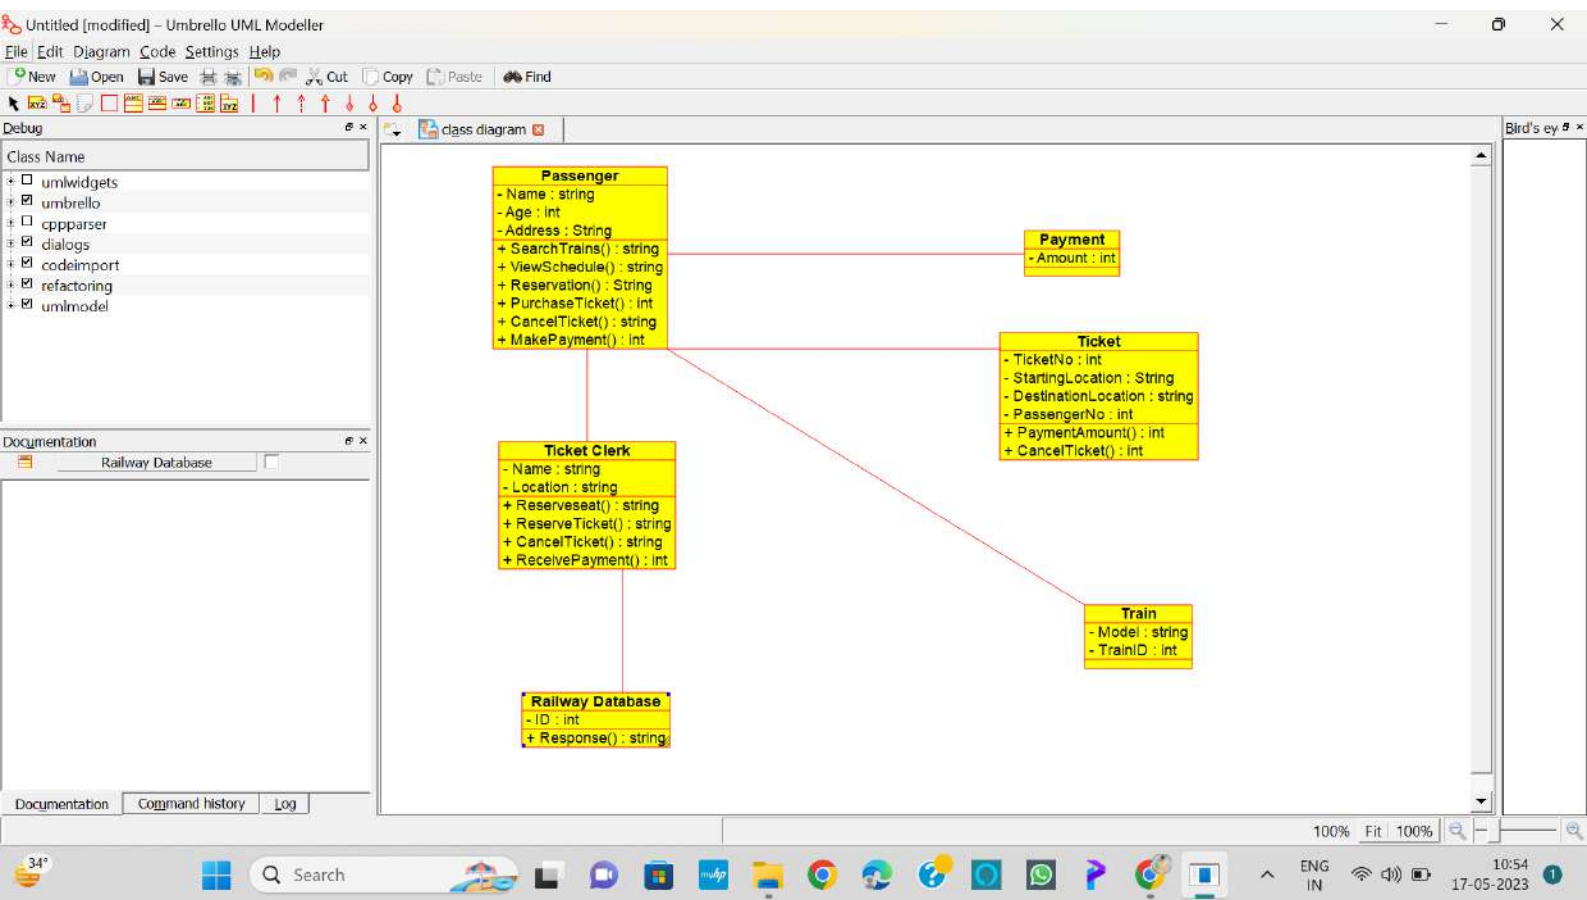 Untitled [modified] – Umbrello UML Modeller
File Edit Diagram Code Settings Help
New Open Save Cut Copy Paste Find
Debug
class diagram
Bird's ey
Class Name
umlwidgets
umbrello
cppparser
dialogs
codeimport
refactoring
umlmodel
Documentation
Railway Database
Passenger
- Name : string
- Age : int
- Address : String
+ SearchTrains() : string
+ ViewSchedule() : string
+ Reservation() : String
+ PurchaseTicket() : int
+ CancelTicket() : string
+ MakePayment() : int
Payment
- Amount : int
Ticket
- TicketNo : int
- StartingLocation : String
- DestinationLocation : string
- PassengerNo : int
+ PaymentAmount() : int
+ CancelTicket() : int
Ticket Clerk
- Name : string
- Location : string
+ Reserveseat() : string
+ ReserveTicket() : string
+ CancelTicket() : string
+ ReceivePayment() : int
Train
- Model : string
- TrainID : int
Railway Database
- ID : int
+ Response() : string
Documentation Command history Log
100% Fit 100%
34°
Search
ENG
IN
10:54
17-05-2023
1